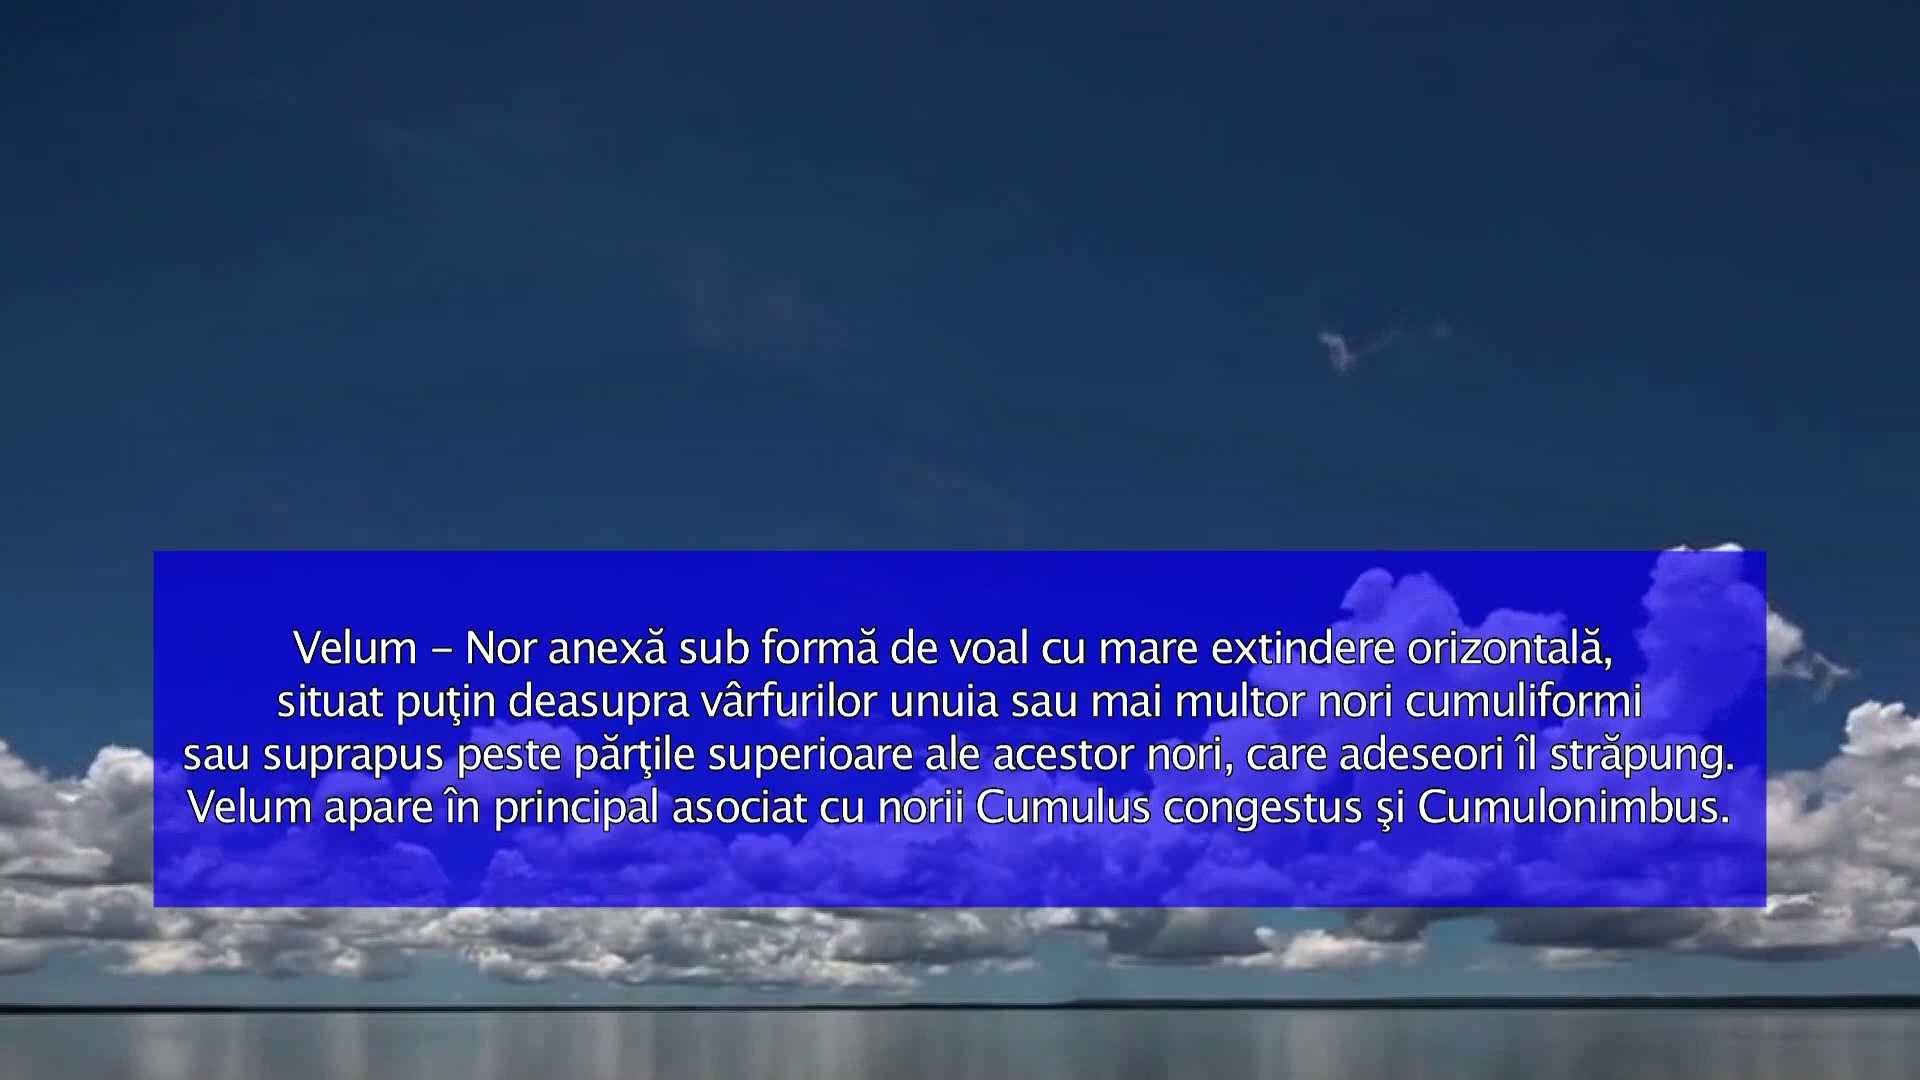 Velum – Nor anexă sub formă de voal cu mare extindere orizontală,
situat puţin deasupra vârfurilor unuia sau mai multor nori cumuliformi
sau suprapus peste părţile superioare ale acestor nori, care adeseori îl străpung.
Velum apare în principal asociat cu norii Cumulus congestus şi Cumulonimbus.